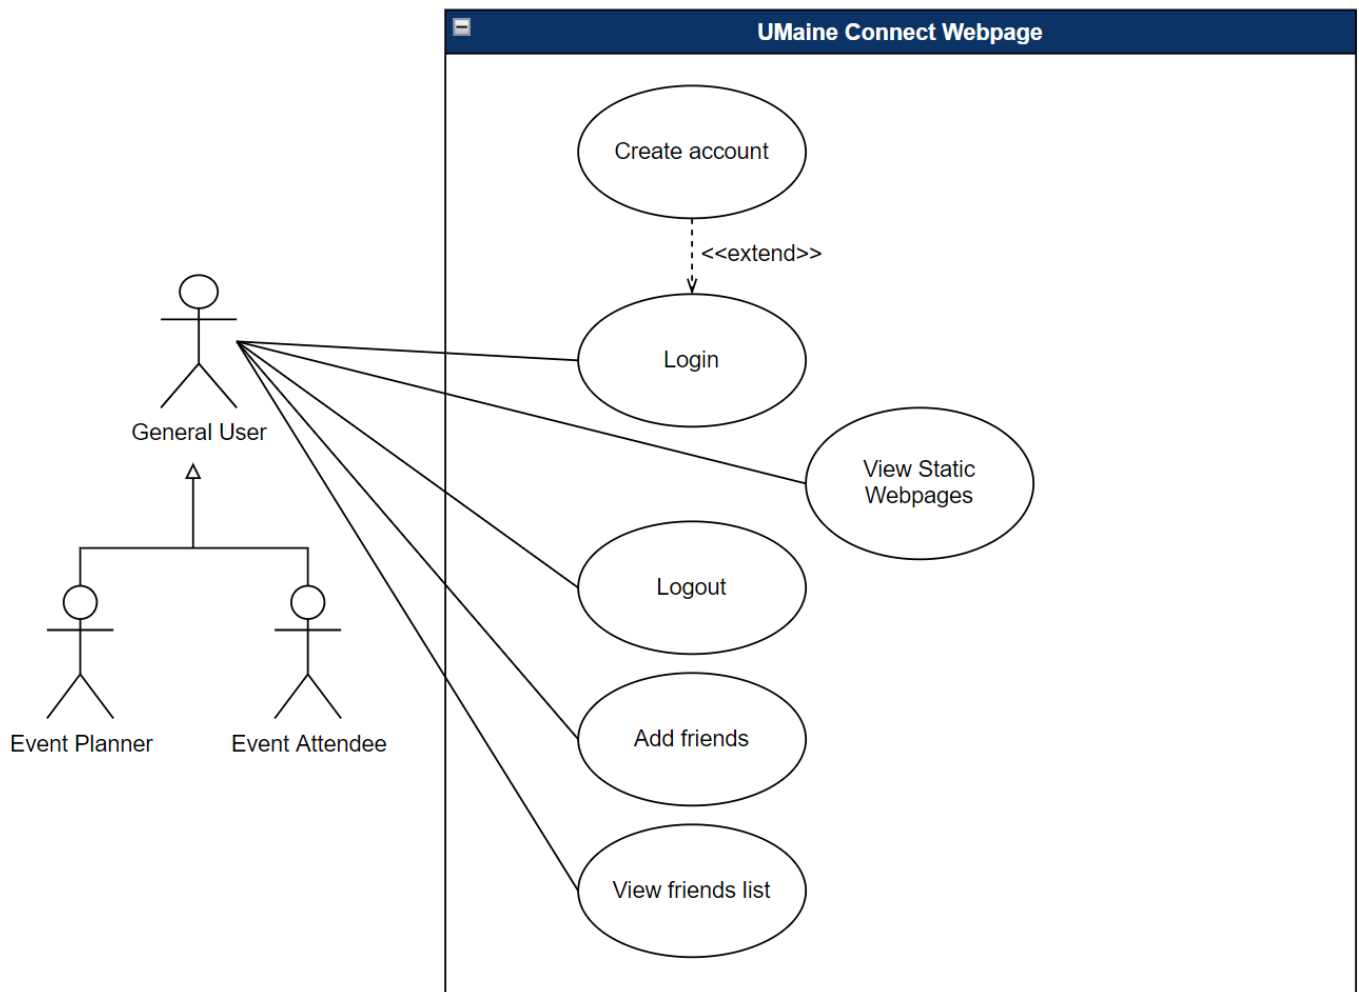 UMaine Connect Webpage
Create account
<<extend>>
Login
General User
View Static
Webpages
Logout
Event Planner
Event Attendee
Add friends
View friends list